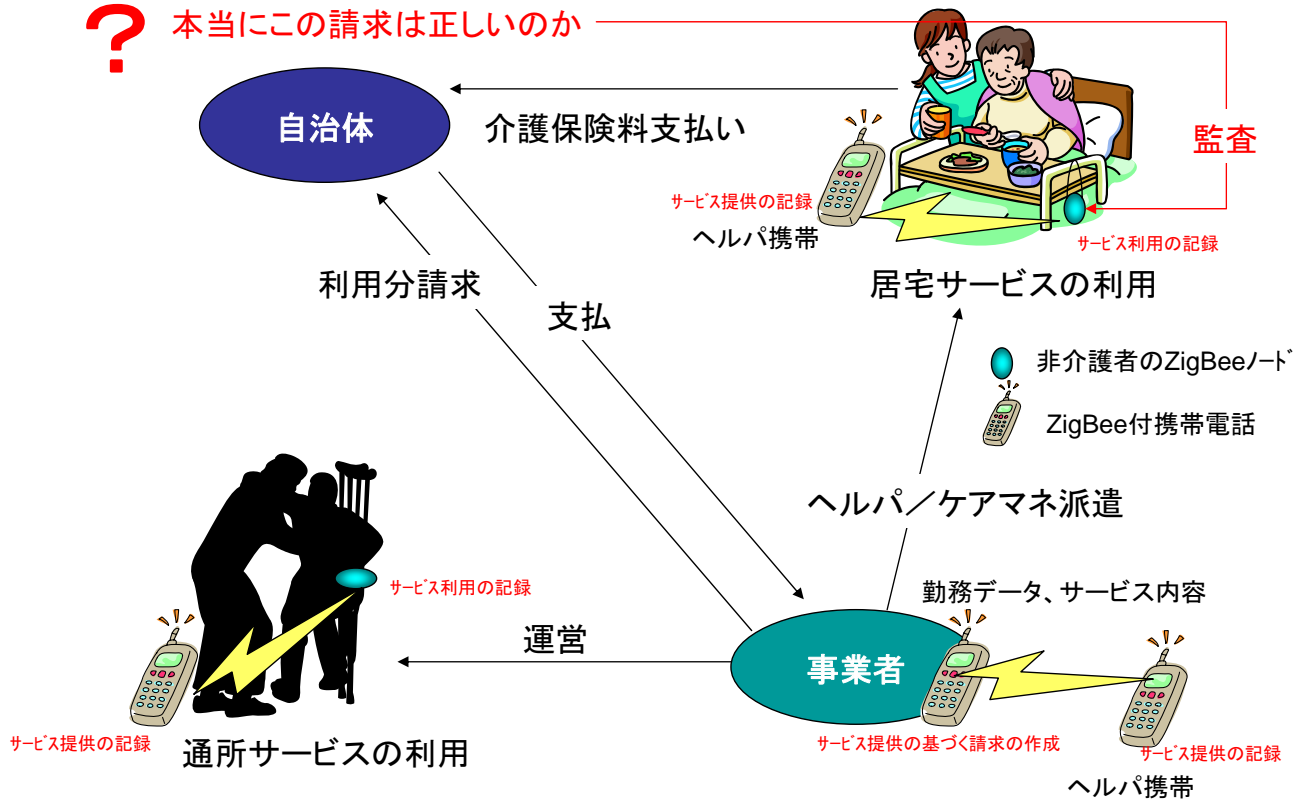 ?
本当にこの請求は正しいのか
自治体
介護保険料支払い
監査
サービス提供の記録
ヘルパ携帯
サービス利用の記録
利用分請求
居宅サービスの利用
支払
非介護者のZigBeeノード
ZigBee付携帯電話
ヘルパ/ケアマネ派遣
サービス利用の記録
勤務データ、サービス内容
運営
事業者
サービス提供の記録
通所サービスの利用
サービス提供の基づく請求の作成
サービス提供の記録
ヘルパ携帯